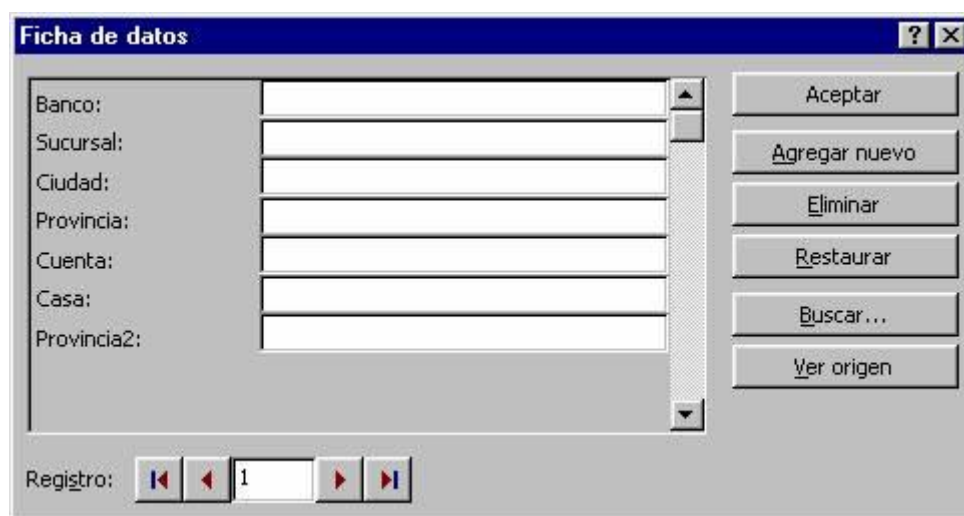 Ficha de datos
Banco:
Sucursal:
Ciudad:
Provincia:
Cuenta:
Casa:
Provincia2:
Aceptar
Agregar nuevo
Eliminar
Restaurar
Buscar...
Ver origen
Registro: 1